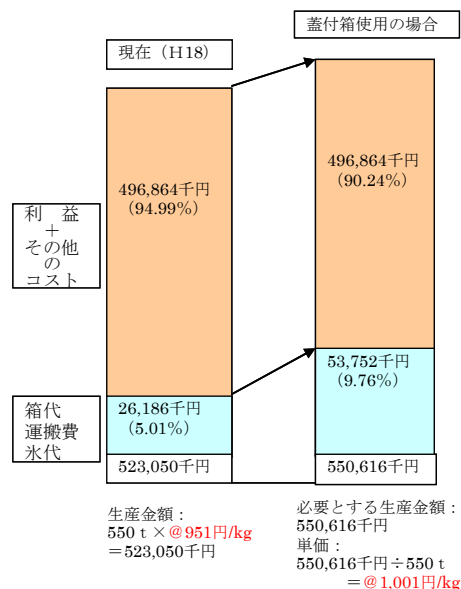 蓋付箱使用の場合
現在（H18）
496,864千円
（94.99%）
496,864千円
（90.24%）
利　益
＋
その他
の
コスト
53,752千円
（9.76%）
箱代
運搬費
氷代
26,186千円
（5.01%）
523,050千円
550,616千円
生産金額：
550ｔ×@951円/kg
＝523,050千円
必要とする生産金額：
550,616千円
単価：
550,616千円÷550ｔ
＝@1,001円/kg